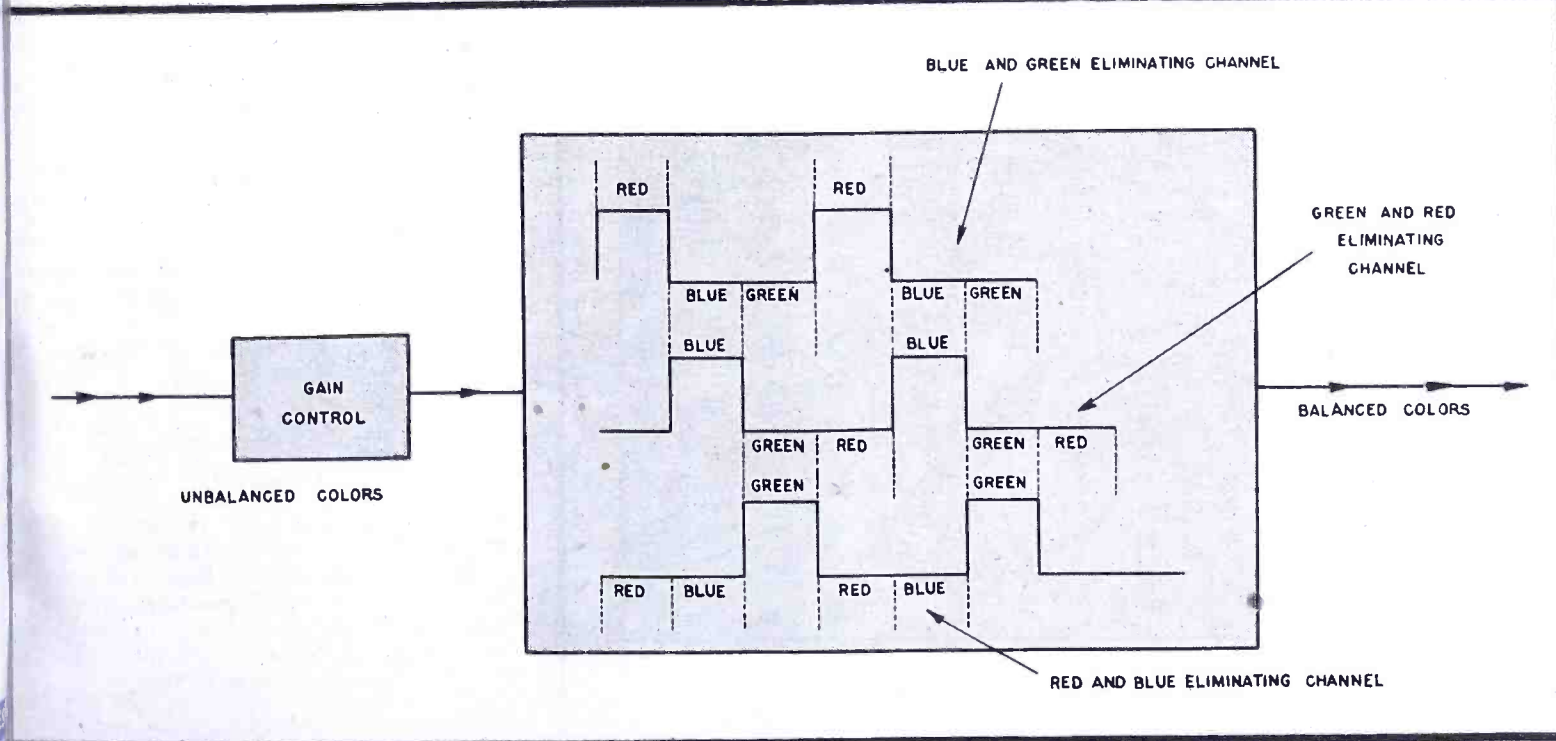 BLUE AND GREEN ELIMINATING CHANNEL
RED RED
GREEN AND RED
ELIMINATING
CHANNEL
BLUE GREEN BLUE GREEN
BLUE BLUE
GAIN
CONTROL
BALANCED COLORS
GREEN RED GREEN RED
GREEN GREEN
UNBALANCED COLORS
RED BLUE RED BLUE
RED AND BLUE ELIMINATING CHANNEL